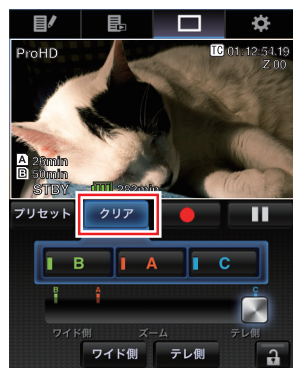 ProHD
TC 01:12:54.19
Z 00
A 26min
B 50min
STBY
プリセット クリア
B A C
B A C
ワイド側 ズーム テレ側
ワイド側 テレ側